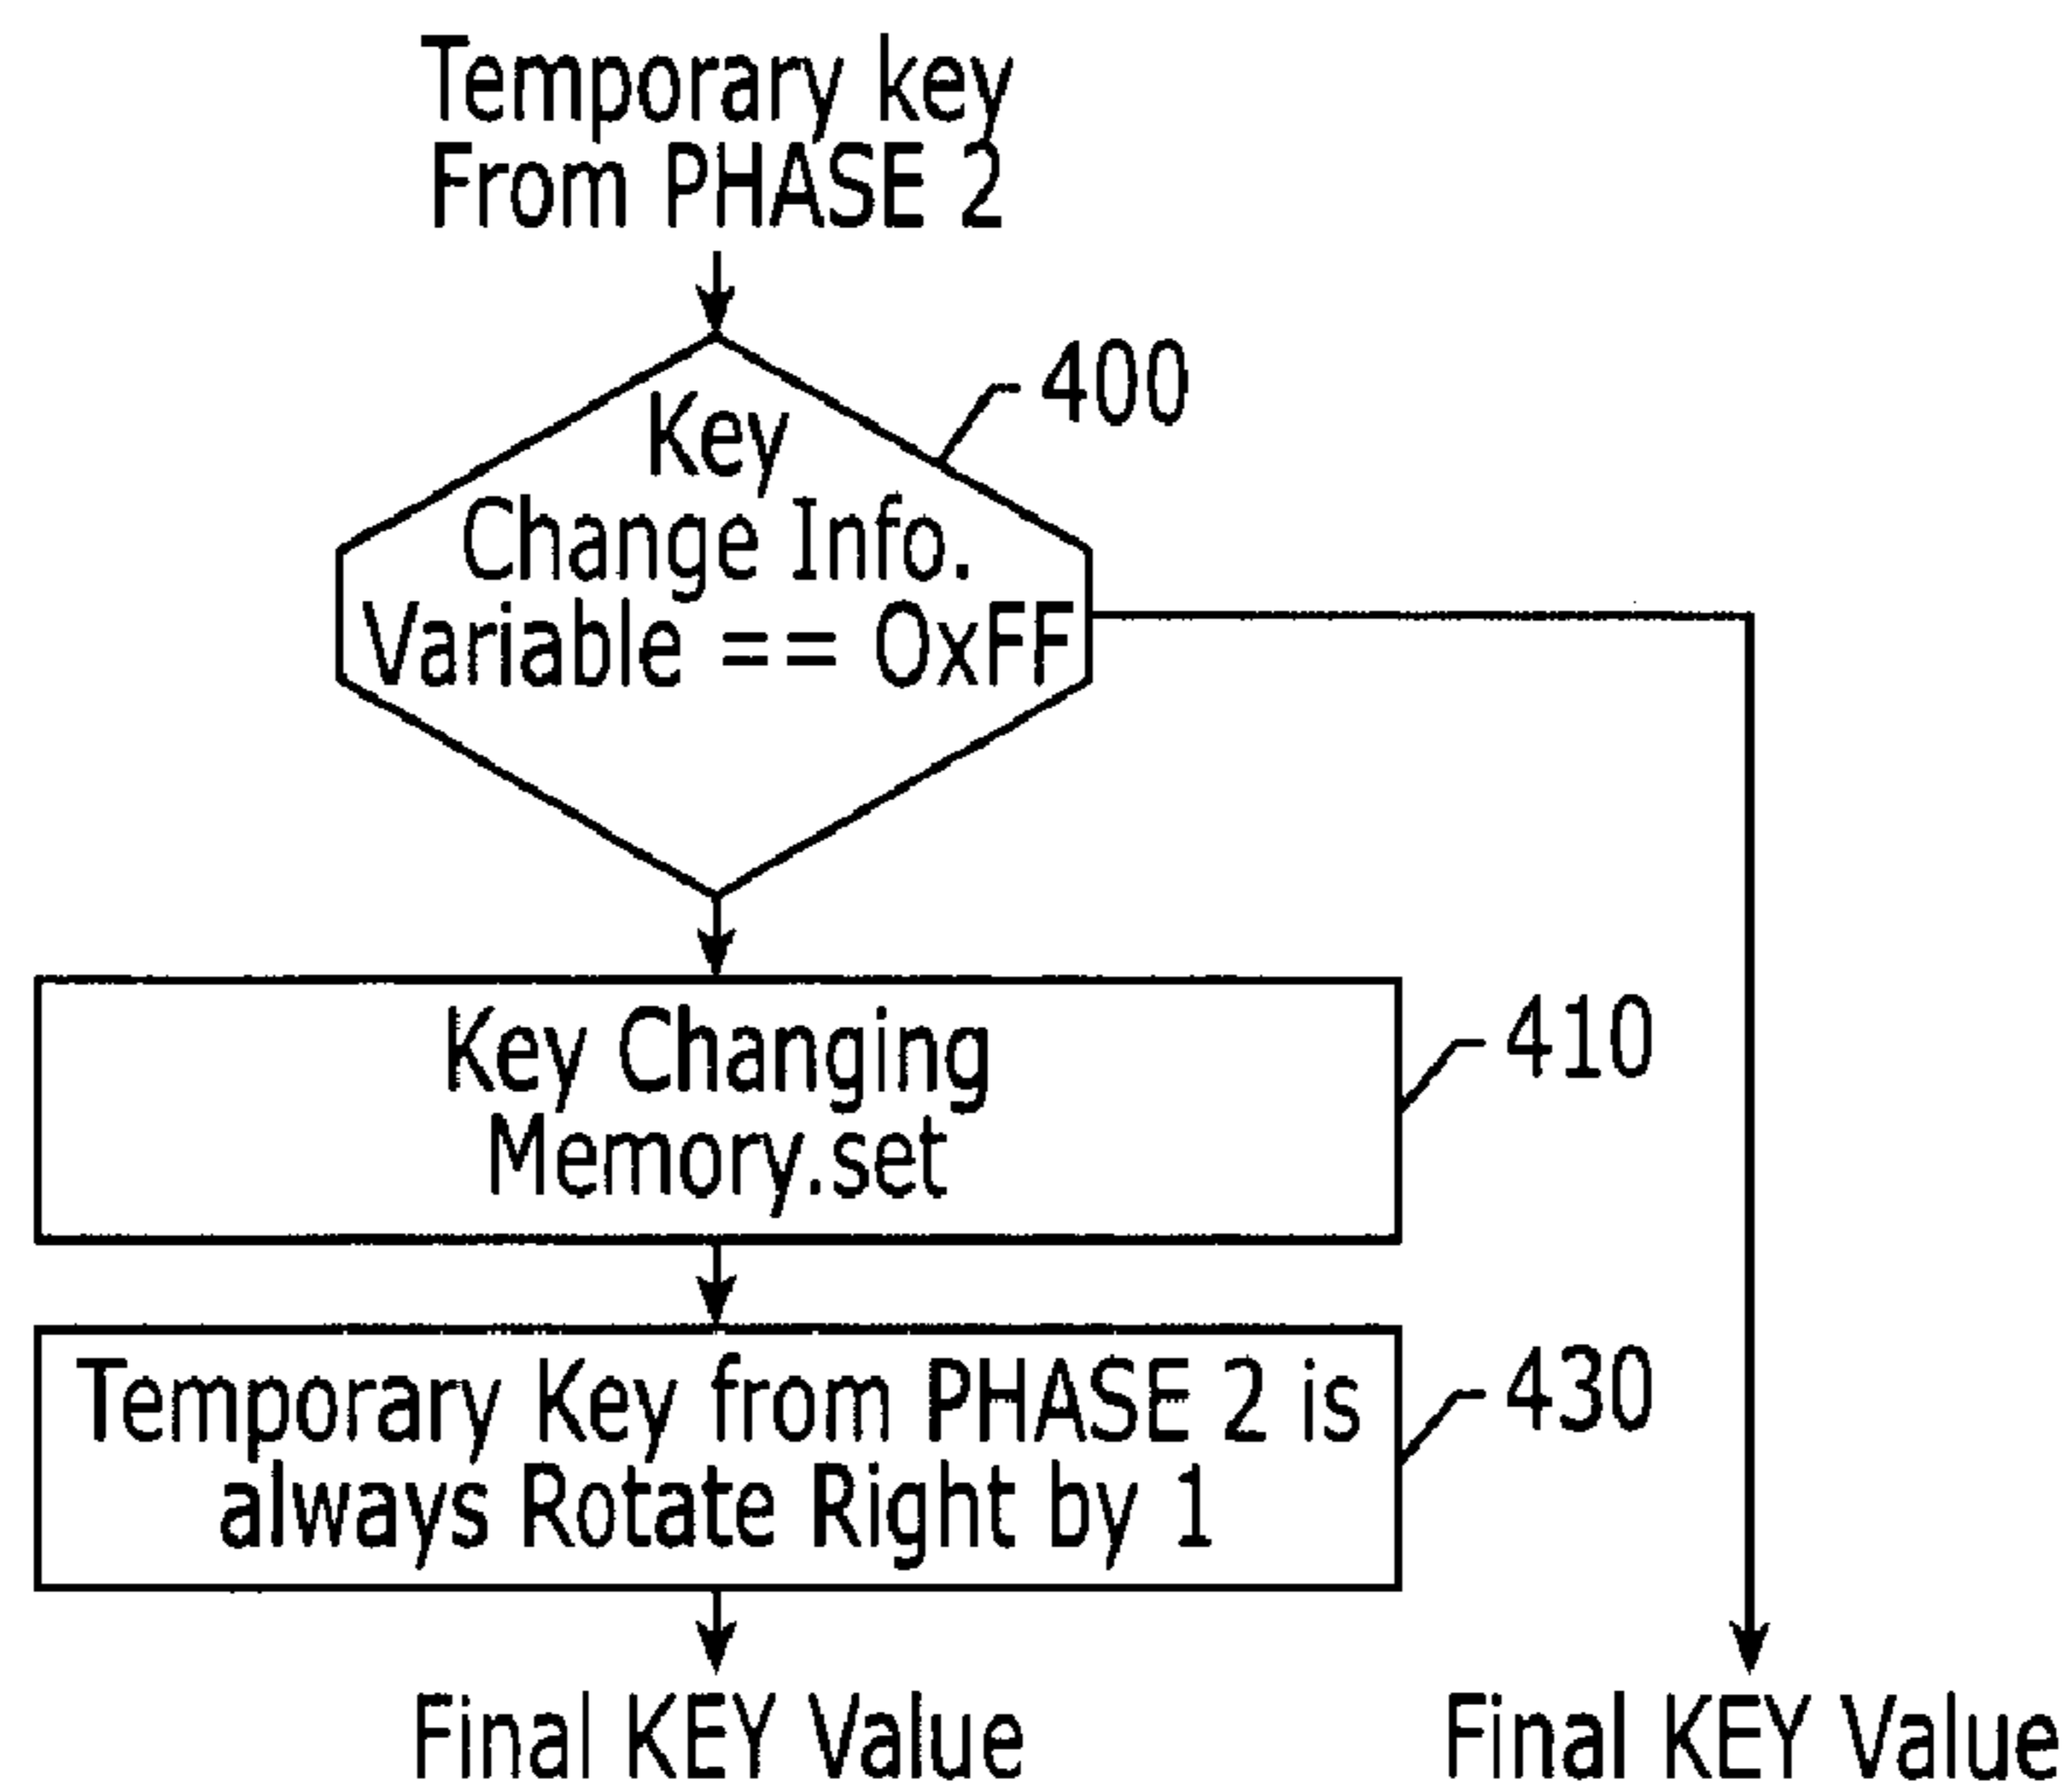 Temporary key
From PHASE 2
400
Key
Change Info.
Variable == OxFF
Key Changing
Memory.set
410
Temporary Key from PHASE 2 is
always Rotate Right by 1
430
Final KEY Value
Final KEY Value